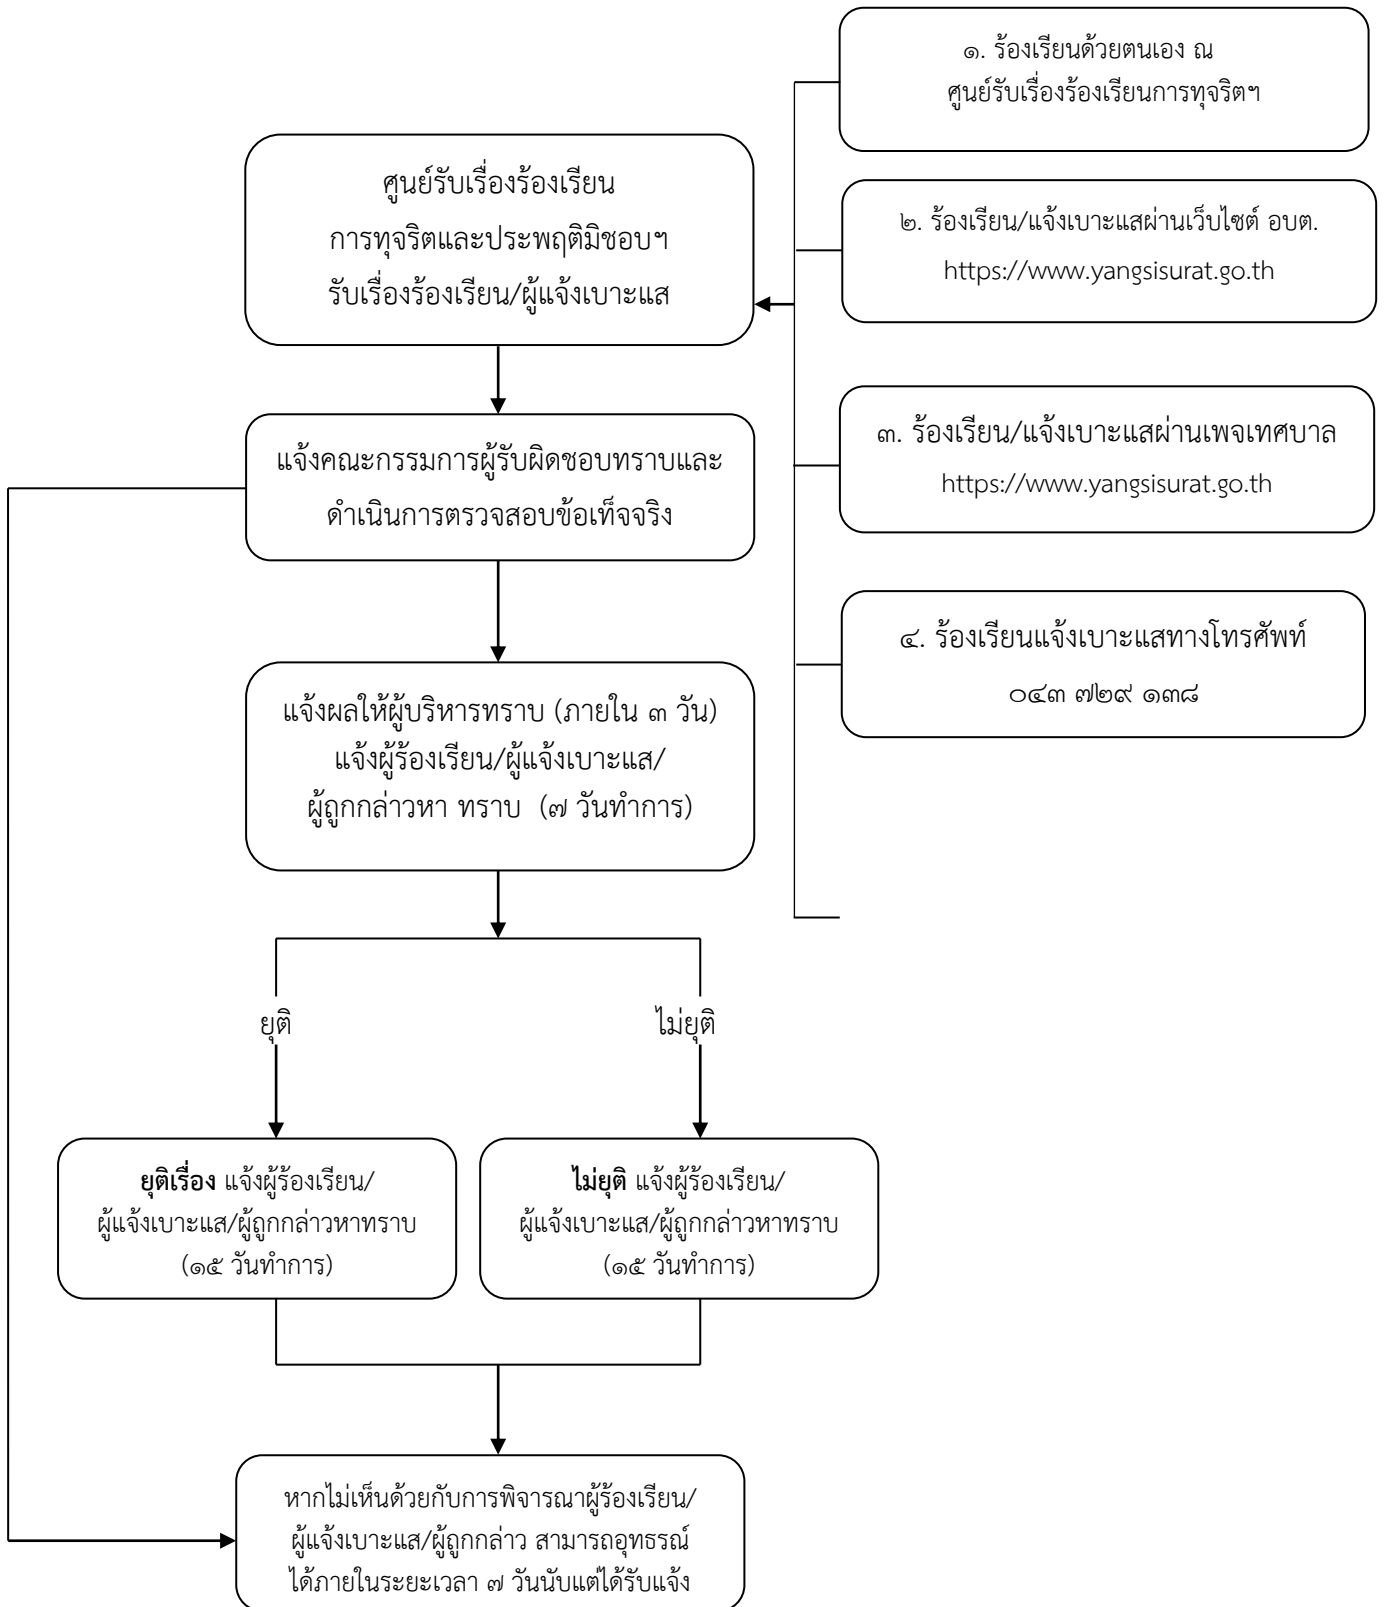 ๑. ร้องเรียนด้วยตนเอง ณ
ศูนย์รับเรื่องร้องเรียนการทุจริตฯ
ศูนย์รับเรื่องร้องเรียน
การทุจริตและประพฤติมิชอบฯ
รับเรื่องร้องเรียน/ผู้แจ้งเบาะแส
๒. ร้องเรียน/แจ้งเบาะแสผ่านเว็บไซต์ อบต.
https://www.yangsisurat.go.th
๓. ร้องเรียน/แจ้งเบาะแสผ่านเพจเทศบาล
https://www.yangsisurat.go.th
๔. ร้องเรียนแจ้งเบาะแสทางโทรศัพท์
๐๔๓ ๗๒๙ ๑๓๘
แจ้งคณะกรรมการผู้รับผิดชอบทราบและ
ดำเนินการตรวจสอบข้อเท็จจริง
แจ้งผลให้ผู้บริหารทราบ (ภายใน ๓ วัน)
แจ้งผู้ร้องเรียน/ผู้แจ้งเบาะแส/
ผู้ถูกกล่าวหา ทราบ (๗ วันทำการ)
ยุติ
ไม่ยุติ
ยุติเรื่อง แจ้งผู้ร้องเรียน/
ผู้แจ้งเบาะแส/ผู้ถูกกล่าวหาทราบ
(๑๕ วันทำการ)
ไม่ยุติ แจ้งผู้ร้องเรียน/
ผู้แจ้งเบาะแส/ผู้ถูกกล่าวหาทราบ
(๑๕ วันทำการ)
หากไม่เห็นด้วยกับการพิจารณาผู้ร้องเรียน/
ผู้แจ้งเบาะแส/ผู้ถูกกล่าว สามารถอุทธรณ์
ได้ภายในระยะเวลา ๗ วันนับแต่ได้รับแจ้ง